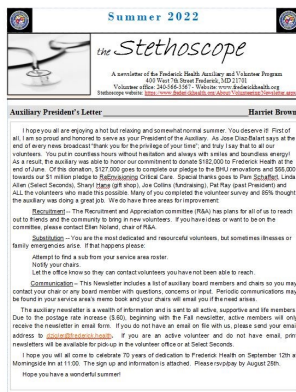 Summer 2022
the Stethoscope
A newsletter of the Frederick Health Auxiliary and Volunteer Program
400 West 7th Street Frederick, MD 21701
Volunteer office: 240-566-3567 - Website: www.frederickhealth.org
Stethoscope website: https://www.frederickhealth.org/About/Volunteering/Newsletter.aspx
Auxiliary President's Letter Harriet Brown
I hope you all are enjoying a hot but relaxing and somewhat normal summer. You deserve it! First of
all, I am so proud and honored to serve as your President of the Auxiliary. As Jose Diaz-Balart says at the
end of every news broadcast "thank you for the privilege of your time", and truly I say that to all our
volunteers. You put in countless hours without hesitation and always with smiles and boundless energy!
As a result, the auxiliary was able to honor our commitment to donate $182,000 to Frederick Health at the
end of June. Of this donation, $127,000 goes to complete our pledge to the BHU renovations and $55,000
towards our $1 million pledge to ReEnvisioning Critical Care. Special thanks goes to Pam Schaffert, Linda
Allen (Select Seconds), Sharyl Hane (gift shop), Joe Collins (fundraising), Pat Ray (past President) and
ALL the volunteers who made this possible. Many of you completed the volunteer survey and 85% thought
the auxiliary was doing a great job. We do have three areas for improvement:
Recruitment – The Recruitment and Appreciation committee (R&A) has plans for all of us to reach
out to friends and the community to bring in new volunteers. If you have ideas or want to be on the
committee, please contact Ellen Noland, chair of R&A.
Substitution – You are the most dedicated and resourceful volunteers, but sometimes illnesses or
family emergencies arise. If that happens please:
Attempt to find a sub from your service area roster.
Notify your chairs.
Let the office know so they can contact volunteers you have not been able to reach.
Communication – This Newsletter includes a list of auxiliary board members and chairs so you may
contact your chair or any board member with questions, concerns or input. Periodic communications may
be found in your service area's memo book and your chairs will email you if the need arises.
The auxiliary newsletter is a wealth of information and is sent to all active, supportive and life members.
Due to the postage rate increase ($.60), beginning with the Fall newsletter, active members will only
receive the newsletter in email form. If you do not have an email on file with us, please send your email
address to @frederick.health. If you are an active volunteer and do not have email, print
newsletters will be available for pick-up in the volunteer office or at Select Seconds.
I hope you will all come to celebrate 70 years of dedication to Frederick Health on September 12th at
Morningside Inn at 11:00. The sign up and information is attached. Please rsvp/pay by August 26th.
Hope you have a wonderful summer!